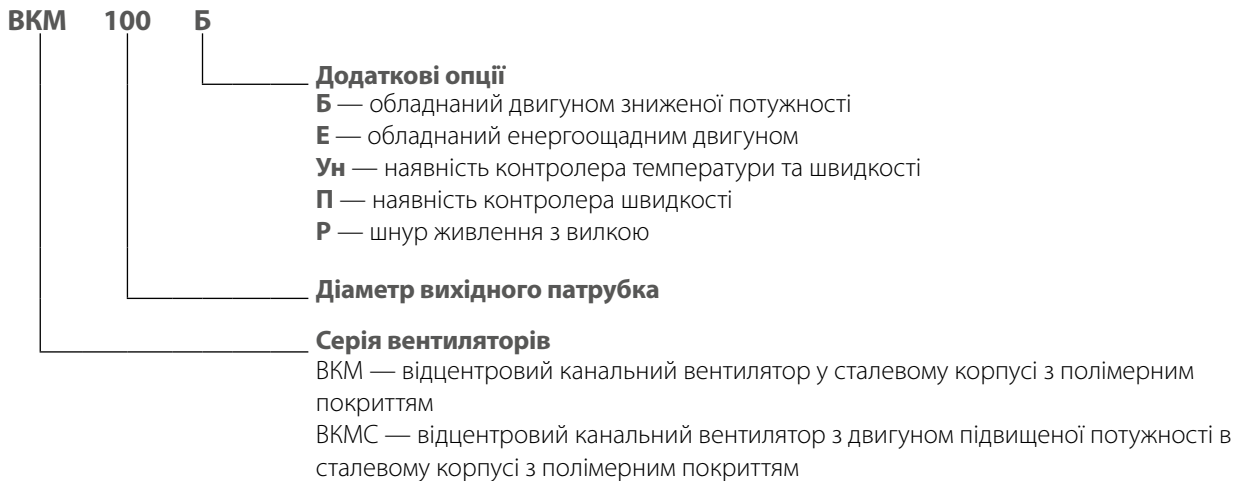 ВКМ 100 Б
Додаткові опції
Б — обладнаний двигуном зниженої потужності
Е — обладнаний енергоощадним двигуном
Ун — наявність контролера температури та швидкості
П — наявність контролера швидкості
Р — шнур живлення з вилкою
Діаметр вихідного патрубка
Серія вентиляторів
ВКМ — відцентровий канальний вентилятор у сталевому корпусі з полімерним
покриттям
ВКМС — відцентровий канальний вентилятор з двигуном підвищеної потужності в
сталевому корпусі з полімерним покриттям